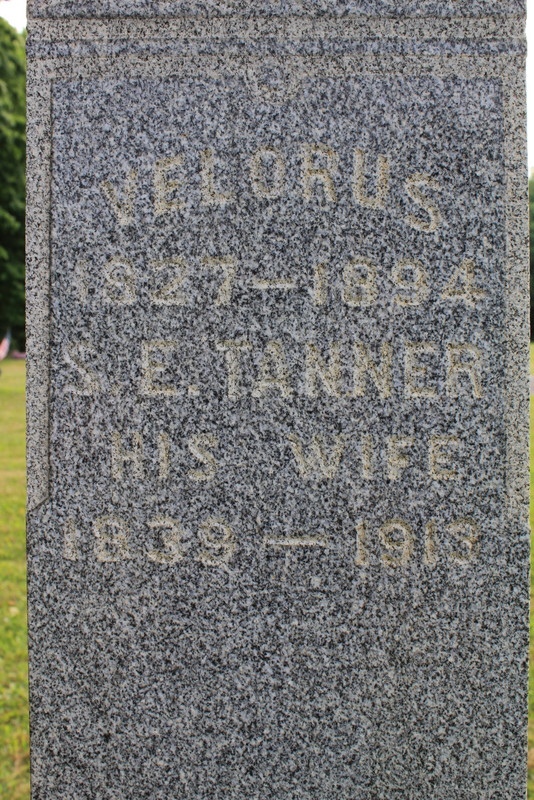 VELORUS
1827—1894
S. E. TANNER
HIS WIFE
1839 — 1913